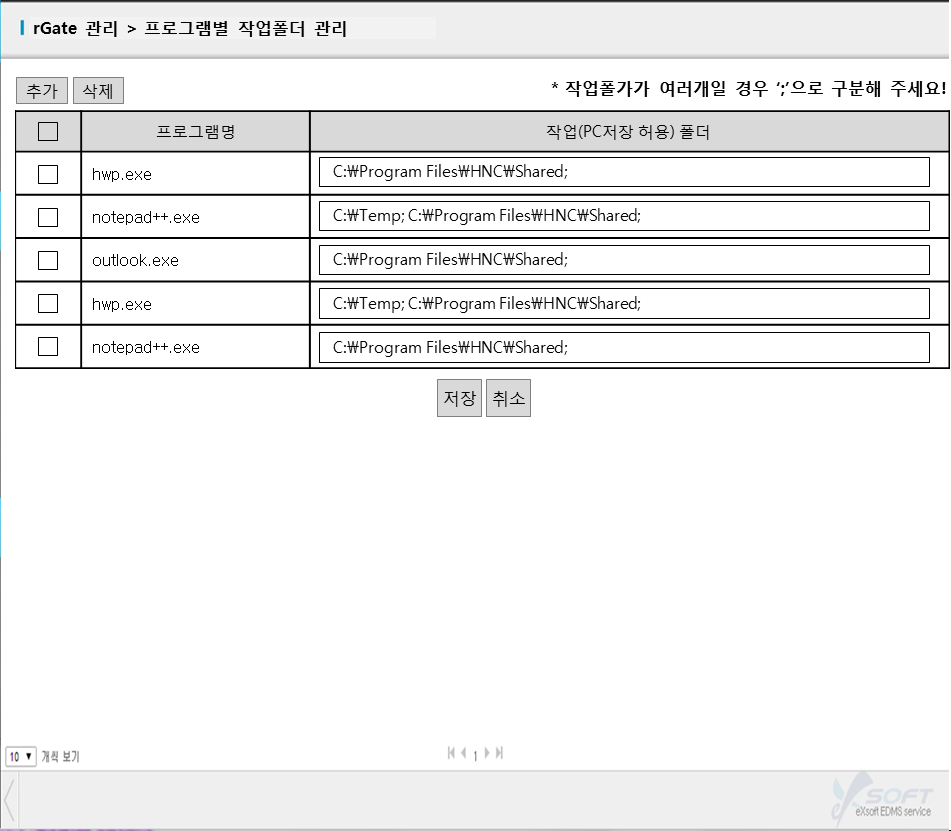 rGate 관리 > 프로그램별 작업폴더 관리
추가 삭제 * 작업폴가가 여러개일 경우 ‘;’으로 구분해 주세요!
프로그램명 작업(PC저장 허용) 폴더
hwp.exe C:₩Program Files₩HNC₩Shared;
notepad++.exe C:₩Temp; C:₩Program Files₩HNC₩Shared;
outlook.exe C:₩Program Files₩HNC₩Shared;
hwp.exe C:₩Temp; C:₩Program Files₩HNC₩Shared;
notepad++.exe C:₩Program Files₩HNC₩Shared;
저장 취소
10 ▼ 개씩 보기 1
eXSOFT
eXsoft EDMS service